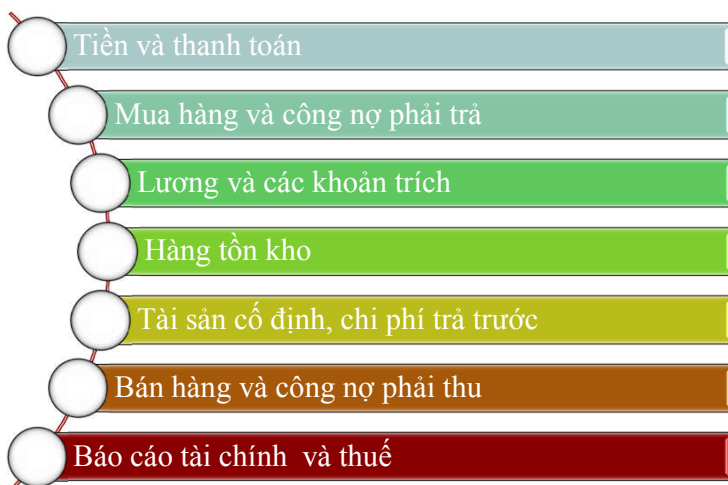 Tiền và thanh toán
Mua hàng và công nợ phải trả
Lương và các khoản trích
Hàng tồn kho
Tài sản cố định, chi phí trả trước
Bán hàng và công nợ phải thu
Báo cáo tài chính và thuế